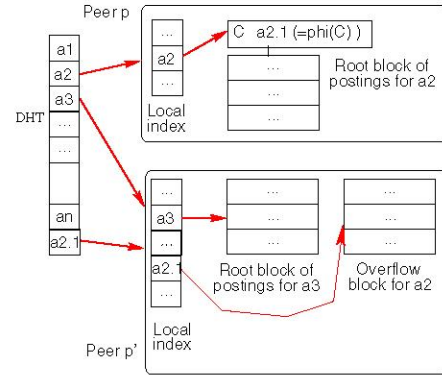 Peer p
DHT
a1
a2
a3
...
...
an
a2.1
...
a2
...
Local
index
C a2.1 (=phi(C) )
...
...
...
Root block of
postings for a2
Peer p'
...
a3
...
a2.1
...
Local
index
...
...
...
Root block of
postings for a3
...
...
...
Overflow
block for a2